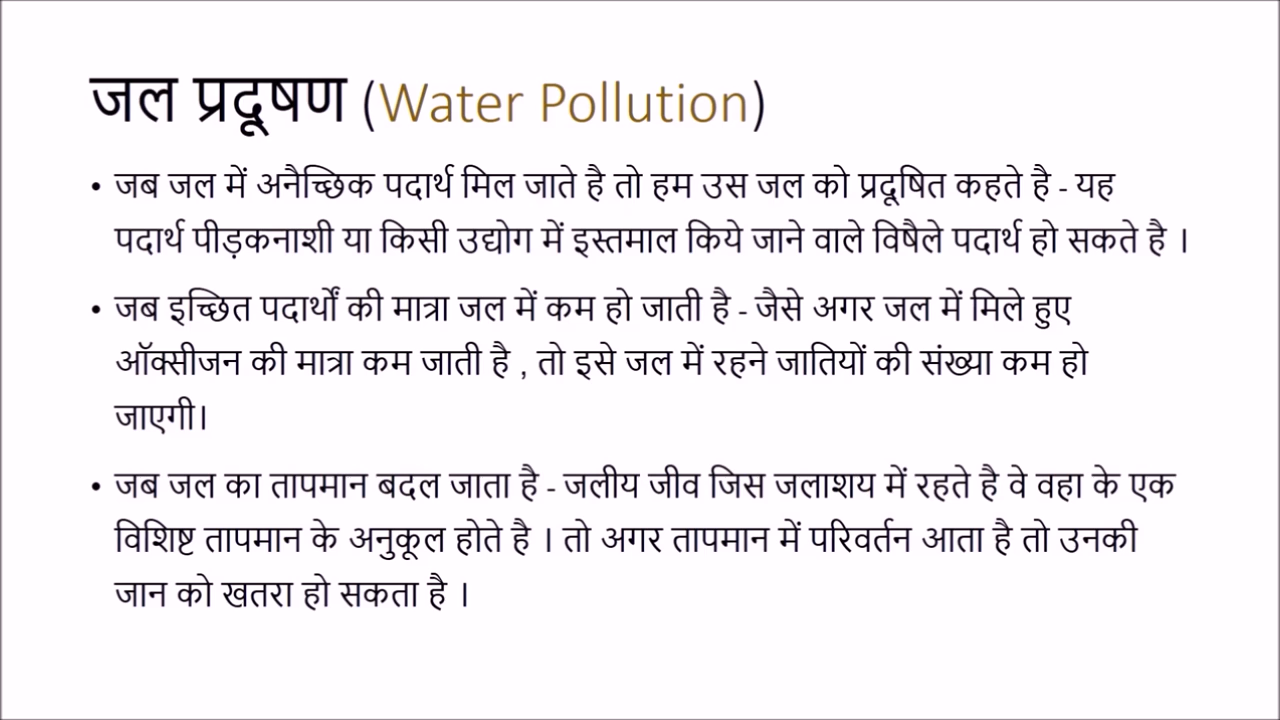 जल प्रदूषण (Water Pollution)
• जब जल में अनैच्छिक पदार्थ मिल जाते है तो हम उस जल को प्रदूषित कहते है - यह
पदार्थ पीड़कनाशी या किसी उद्योग में इस्तमाल किये जाने वाले विषैले पदार्थ हो सकते है ।
• जब इच्छित पदार्थों की मात्रा जल में कम हो जाती है - जैसे अगर जल में मिले हुए
ऑक्सीजन की मात्रा कम जाती है , तो इसे जल में रहने जातियों की संख्या कम हो
जाएगी।
• जब जल का तापमान बदल जाता है - जलीय जीव जिस जलाशय में रहते है वे वहा के एक
विशिष्ट तापमान के अनुकूल होते है । तो अगर तापमान में परिवर्तन आता है तो उनकी
जान को खतरा हो सकता है ।